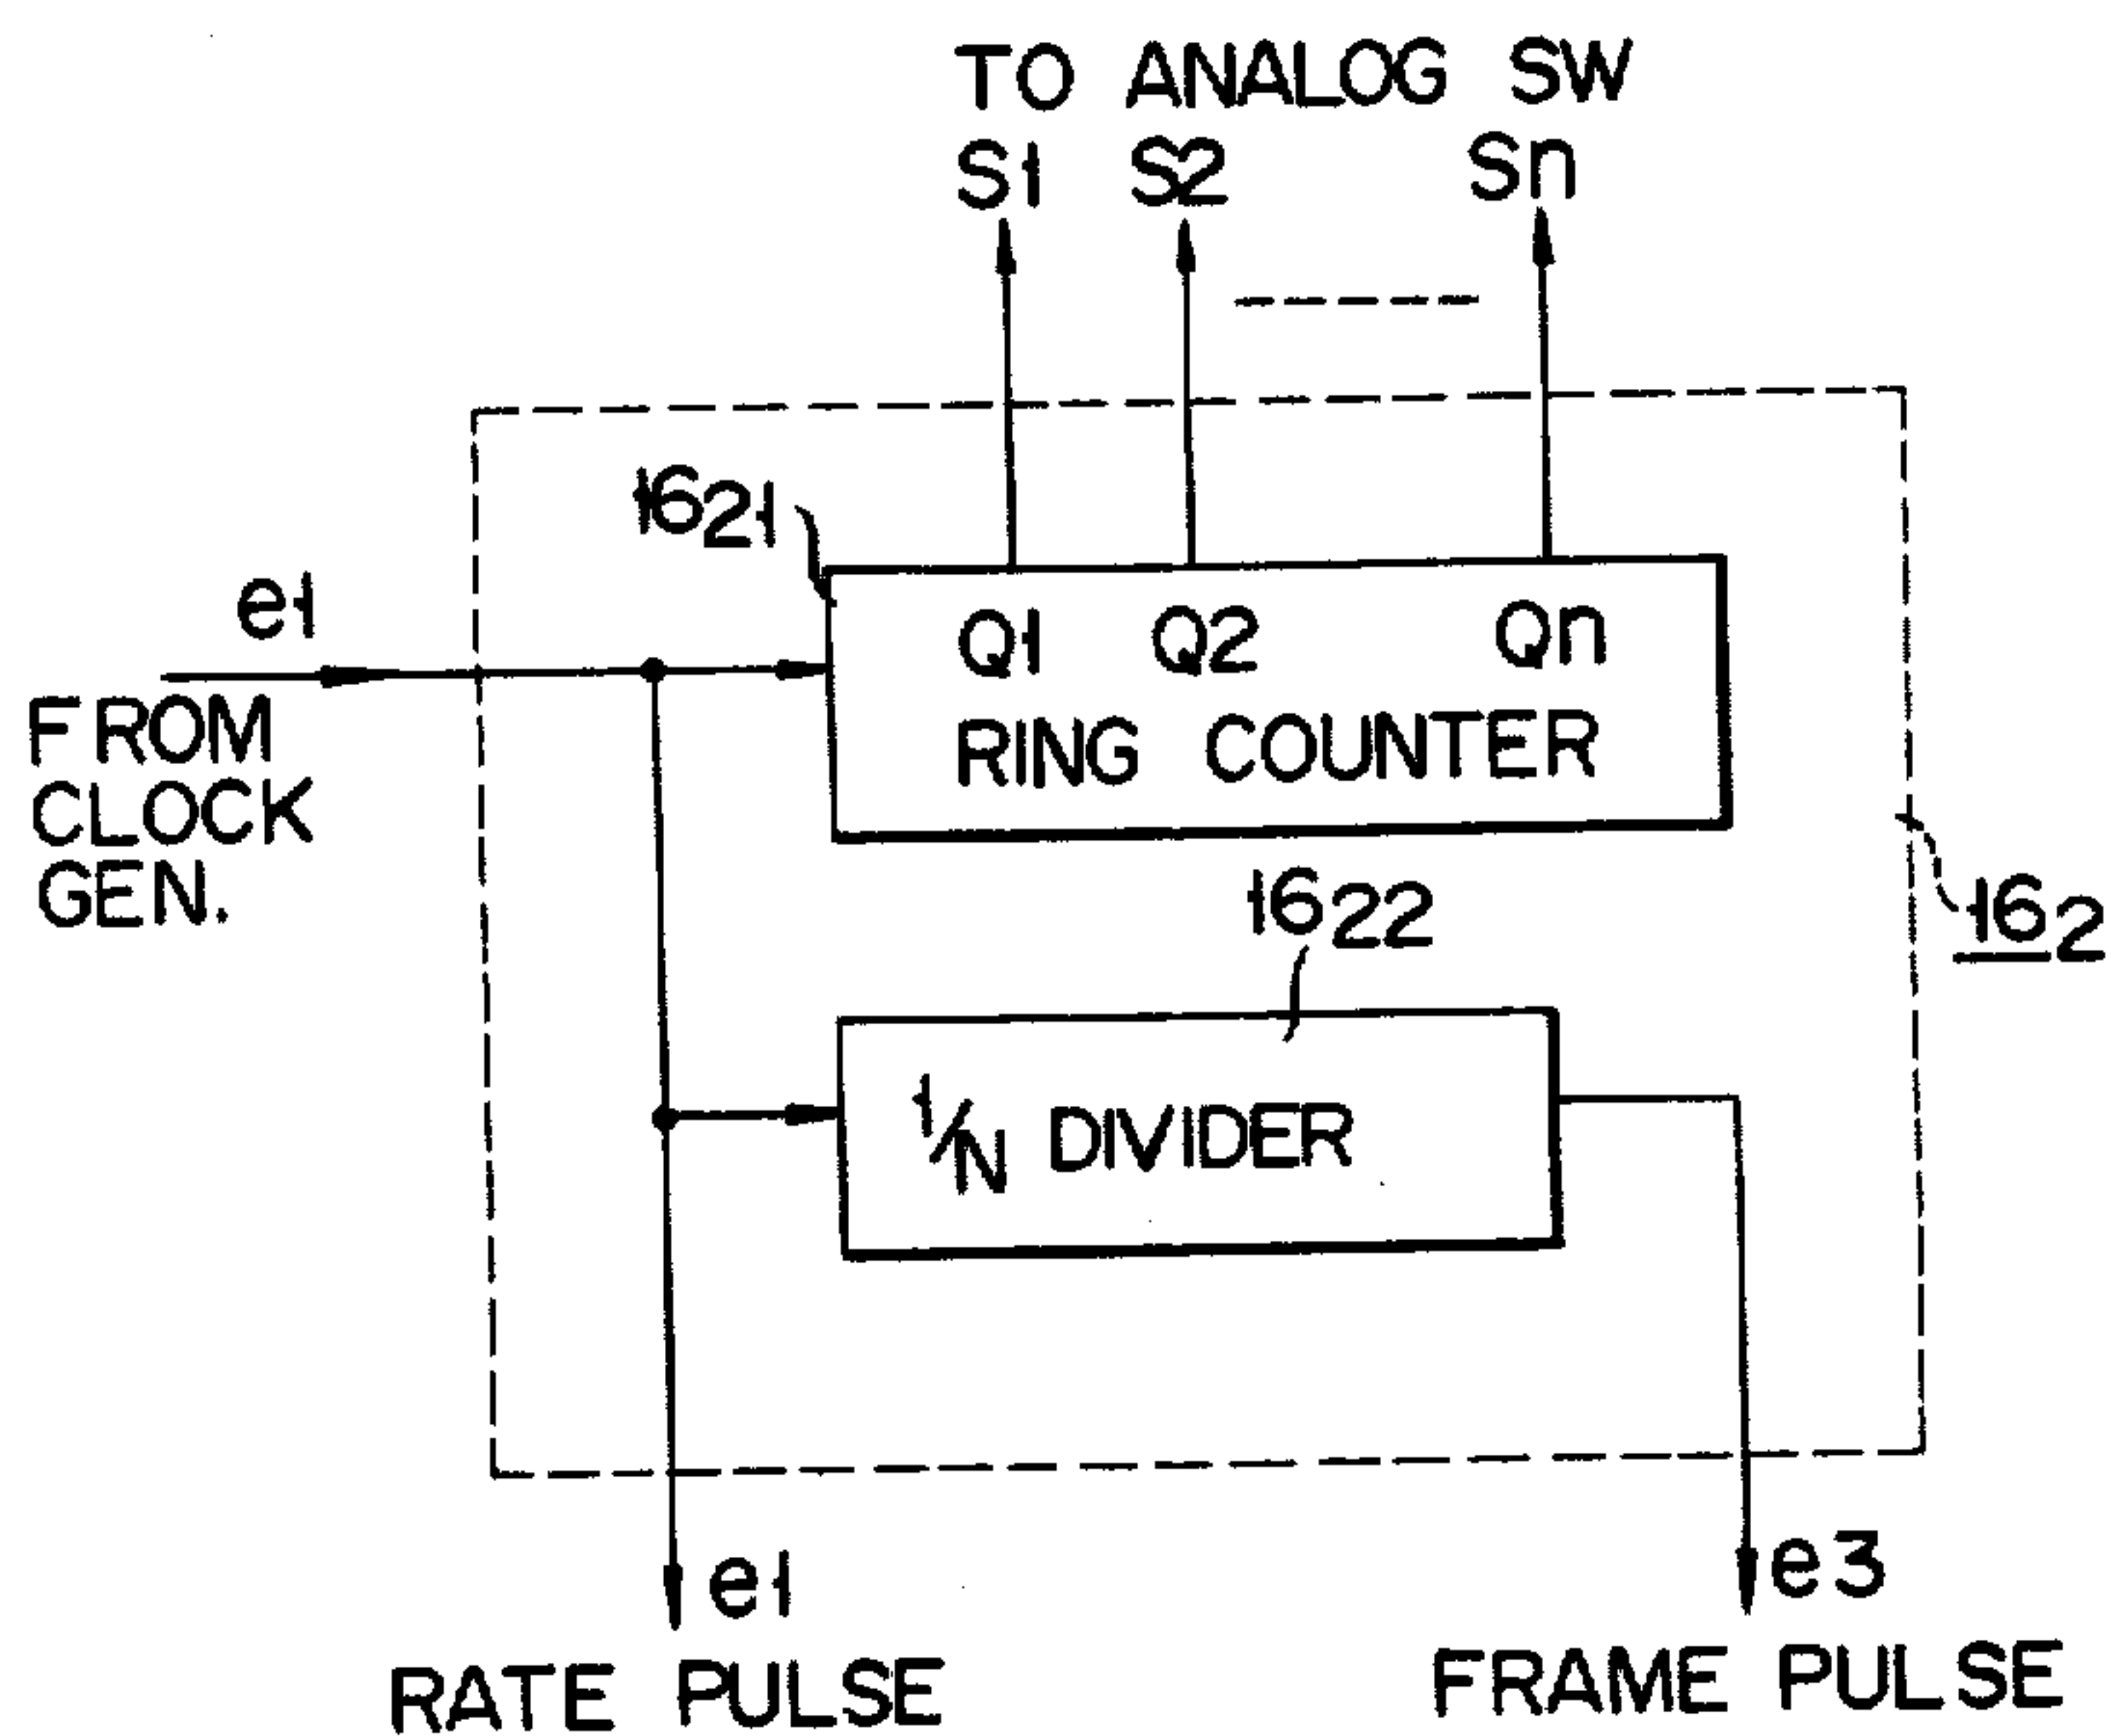 TO ANALOG SW
S1 S2 Sn
1621
e1
Q1 Q2 Qn
RING COUNTER
FROM
CLOCK
GEN.
1622
162
1/N DIVIDER
e1
e3
RATE PULSE
FRAME PULSE